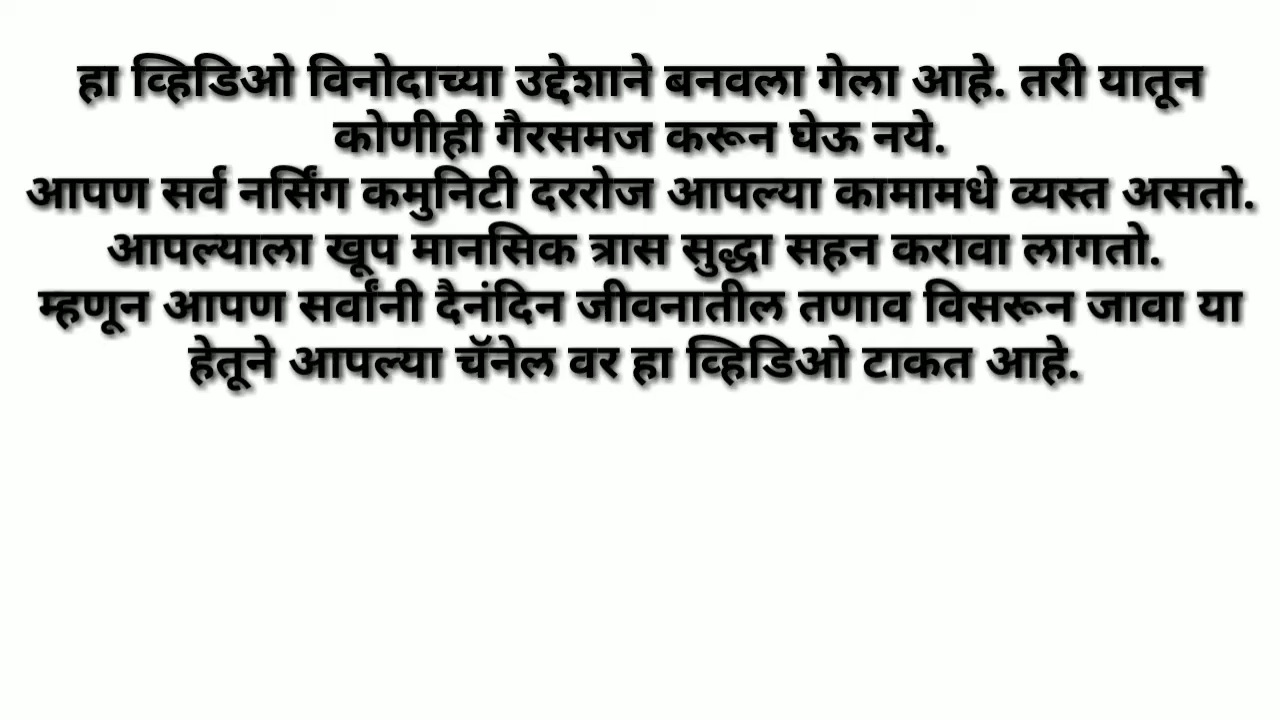 हा व्हिडिओ विनोदाच्या उद्देशाने बनवला गेला आहे. तरी यातून
कोणीही गैरसमज करून घेऊ नये.
आपण सर्व नर्सिंग कमुनिटी दररोज आपल्या कामामधे व्यस्त असतो.
आपल्याला खूप मानसिक त्रास सुद्धा सहन करावा लागतो.
म्हणून आपण सर्वांनी दैनंदिन जीवनातील तणाव विसरून जावा या
हेतूने आपल्या चॅनेल वर हा व्हिडिओ टाकत आहे.